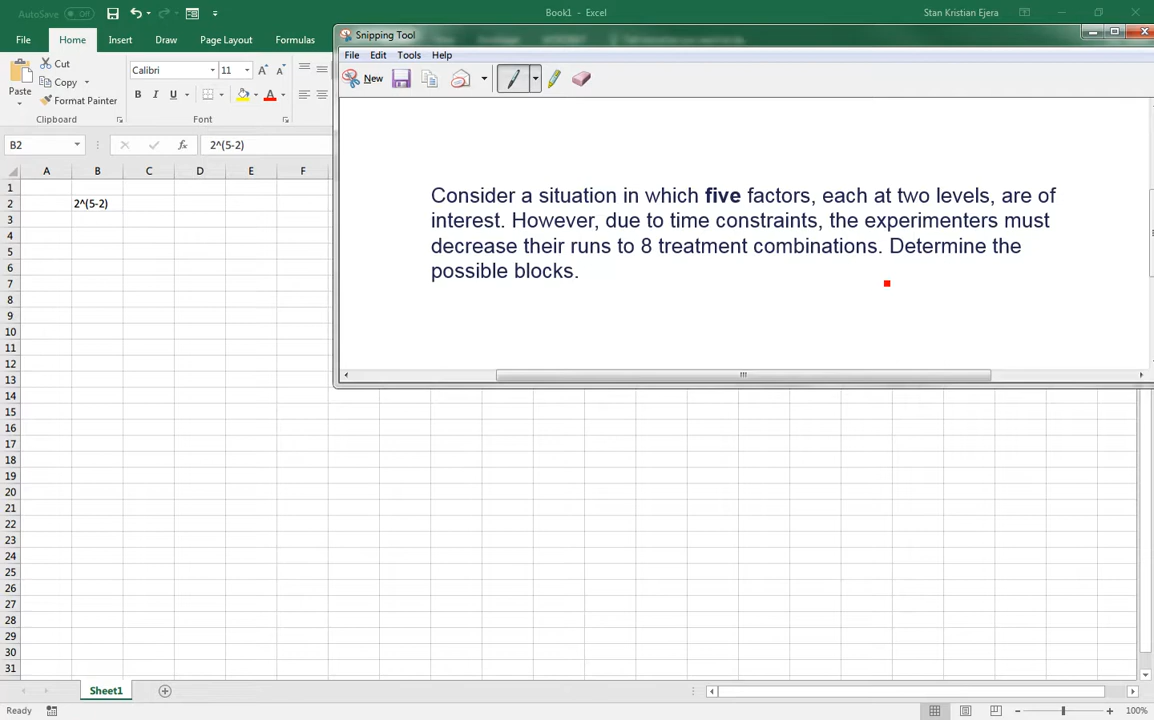 AutoSave Off Book1 - Excel Stan Kristian Ejera
File Home Insert Draw Page Layout Formulas
Snipping Tool
File Edit Tools Help
New
Cut
Copy
Format Painter
Paste
Clipboard
Calibri 11
B I U
Font
B2 2^(5-2)
A B C D E F
1
2 2^(5-2)
3
4
5
6
7
8
9
10
11
12
13
14
15
16
17
18
19
20
21
22
23
24
25
26
27
28
29
30
31
Consider a situation in which five factors, each at two levels, are of
interest. However, due to time constraints, the experimenters must
decrease their runs to 8 treatment combinations. Determine the
possible blocks.
Sheet1
Ready 100%